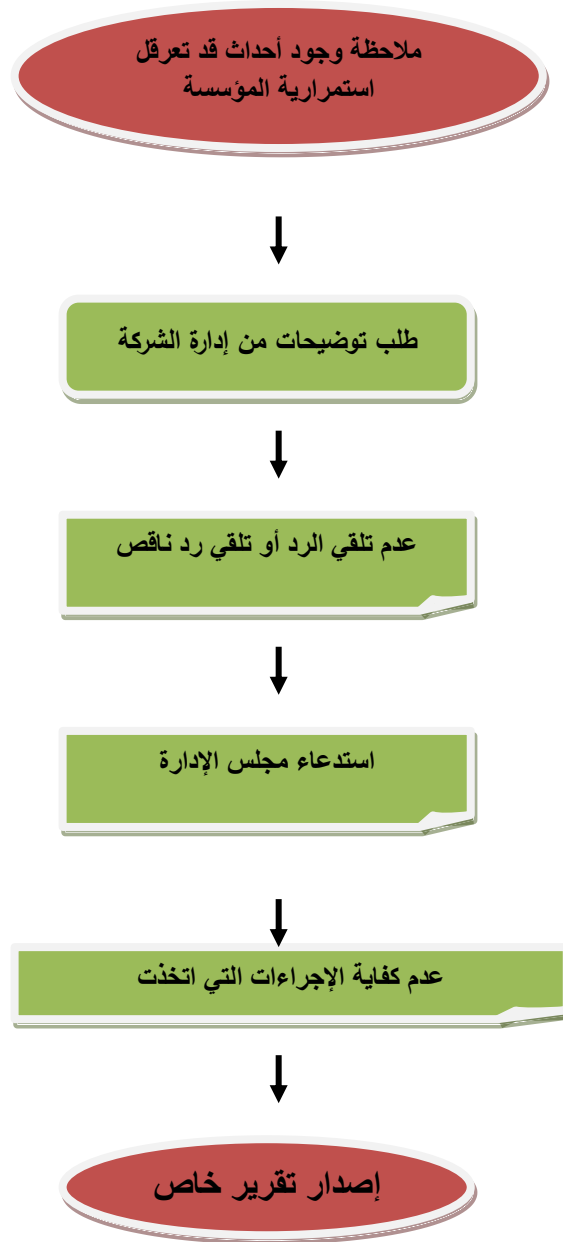 ملاحظة وجود أحداث قد تعرقل
استمرارية المؤسسة
طلب توضيحات من إدارة الشركة
عدم تلقي الرد أو تلقي رد ناقص
استدعاء مجلس الإدارة
عدم كفاية الإجراءات التي اتخذت
إصدار تقرير خاص